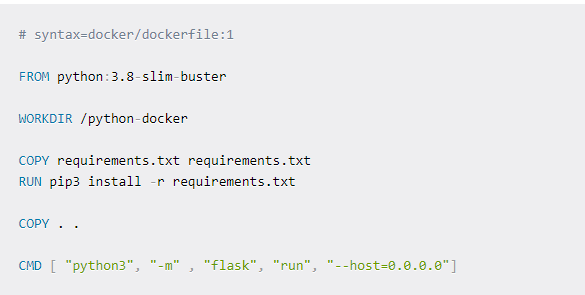 # syntax=docker/dockerfile:1
FROM python:3.8-slim-buster
WORKDIR /python-docker
COPY requirements.txt requirements.txt
RUN pip3 install -r requirements.txt
COPY . .
CMD [ "python3", "-m" , "flask", "run", "--host=0.0.0.0"]